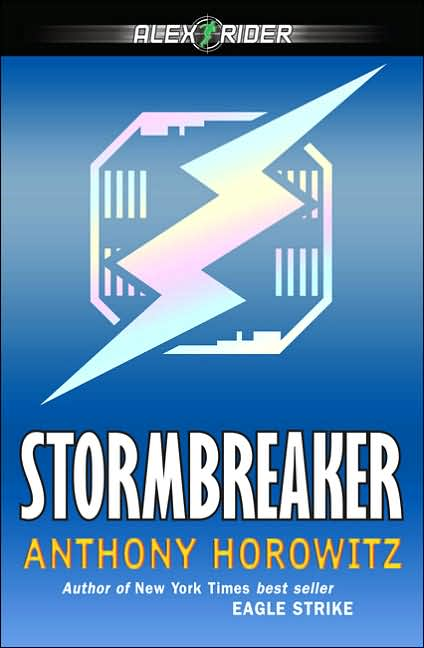 ALEX RIDER
STORMBREAKER
ANTHONY HOROWITZ
Author of New York Times best seller
EAGLE STRIKE